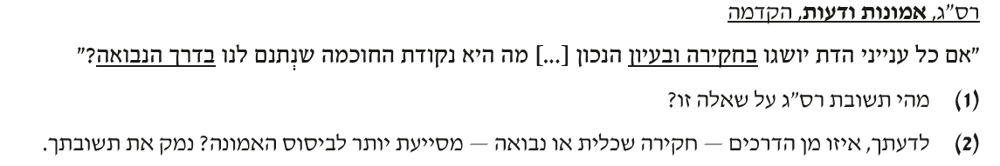 רס"ג, אמונות ודעות, הקדמה
"אם כל ענייני הדת יושגו בחקירה ובעיון הנכון [...] מה היא נקודת החוכמה שנְתנם לנו בדרך הנבואה?"
(1) מהי תשובת רס"ג על שאלה זו?
(2) לדעתך, איזו מן הדרכים — חקירה שכלית או נבואה — מסייעת יותר לביסוס האמונה? נמק את תשובתך.